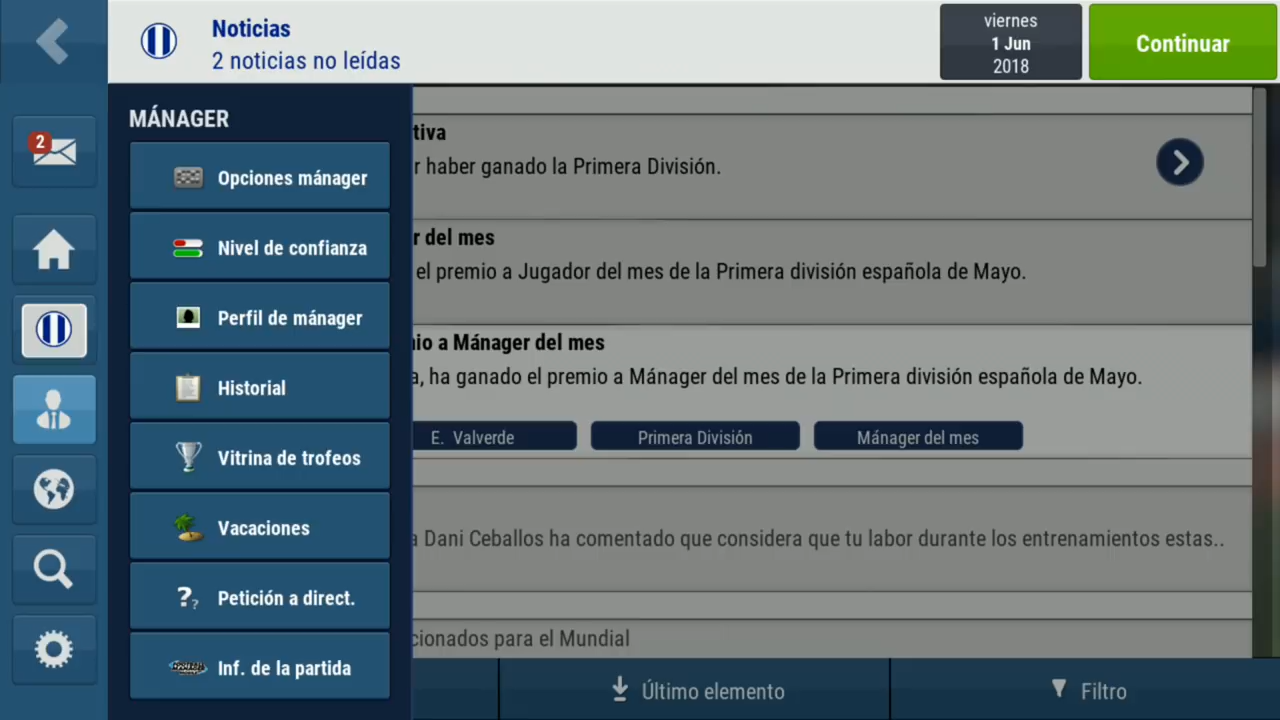 Noticias
2 noticias no leídas
viernes
1 Jun
2018
Continuar
2
MÁNAGER
Opciones mánager
Nivel de confianza
Perfil de mánager
Historial
Vitrina de trofeos
Vacaciones
Petición a direct.
Inf. de la partida
tiva
r haber ganado la Primera División.
r del mes
el premio a Jugador del mes de la Primera división española de Mayo.
io a Mánager del mes
a, ha ganado el premio a Mánager del mes de la Primera división española de Mayo.
E. Valverde
Primera División
Mánager del mes
a Dani Ceballos ha comentado que considera que tu labor durante los entrenamientos estas..
cionados para el Mundial
Último elemento
Filtro